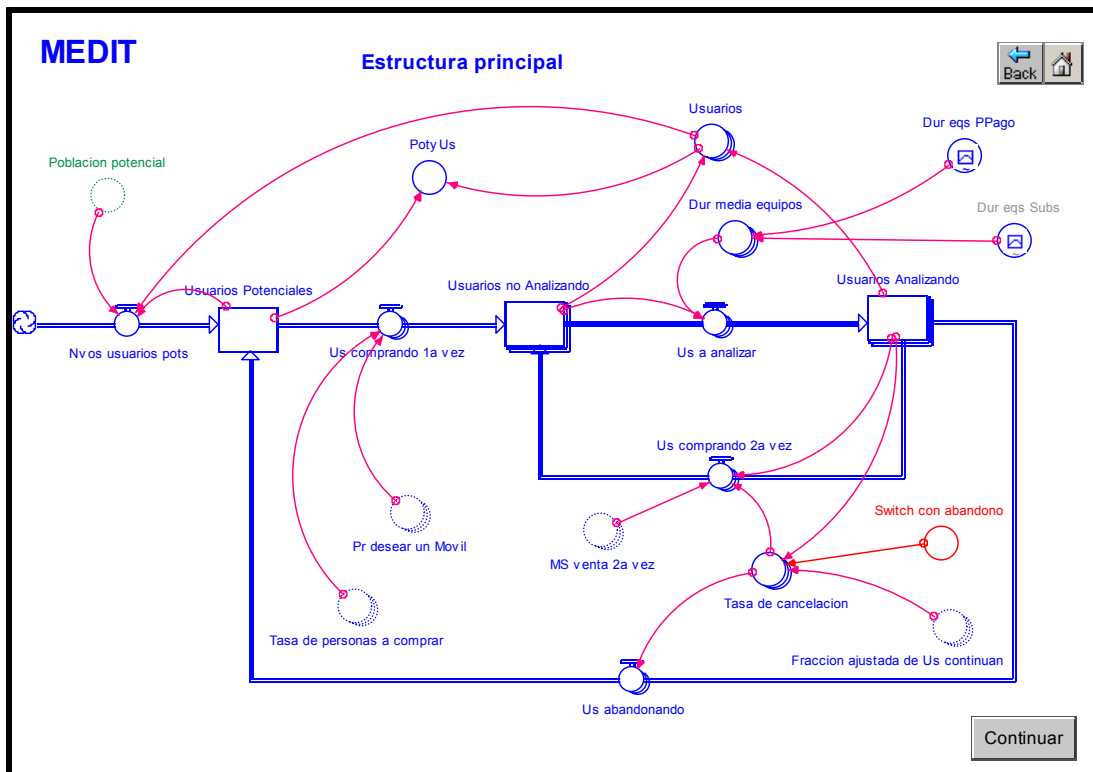 MEDIT
Estructura principal
Back
Usuarios
Dur eqs PPago
Poty Us
Poblacion potencial
Dur media equipos
Dur eqs Subs
Usuarios Potenciales
Usuarios no Analizando
Usuarios Analizando
Nvos usuarios pots
Us comprando 1a vez
Us a analizar
Us comprando 2a vez
Switch con abandono
Pr desear un Movil
MS venta 2a vez
Tasa de cancelacion
Tasa de personas a comprar
Fraccion ajustada de Us continuan
Us abandonando
Continuar